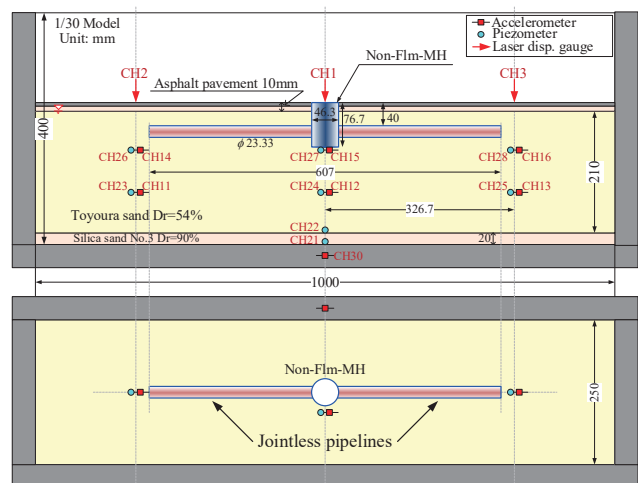 1/30 Model
Unit: mm
Accelerometer
Piezometer
Laser disp. gauge
Non-Flm-MH
CH2
CH1
CH3
Asphalt pavement 10mm
400
46.3
76.7
40
ϕ 23.33
CH26
CH14
CH27
CH15
CH28
CH16
607
CH23
CH11
CH24
CH12
CH25
CH13
210
326.7
Toyoura sand Dr=54%
CH22
Silica sand No.3 Dr=90%
CH21
20
CH30
1000
Non-Flm-MH
250
Jointless pipelines